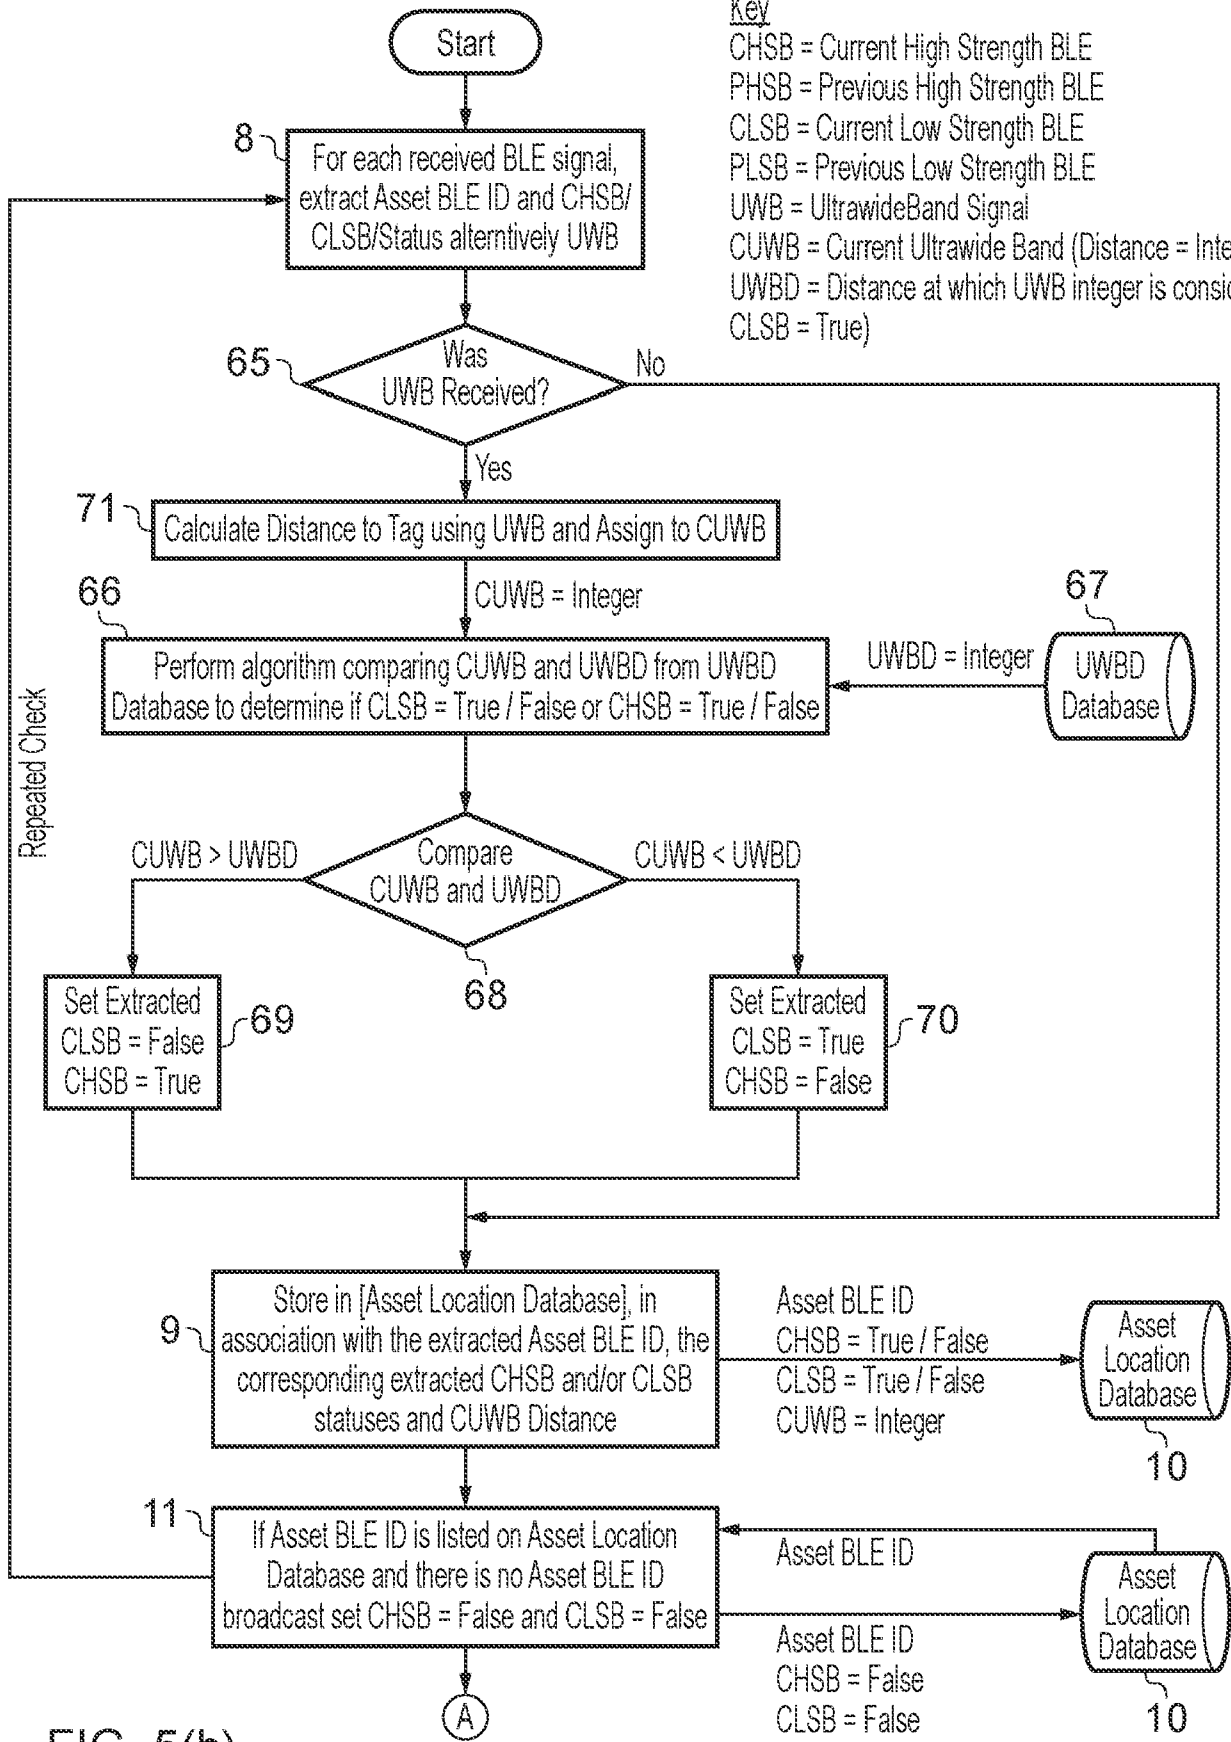 Start
Key
CHSB = Current High Strength BLE
PHSB = Previous High Strength BLE
CLSB = Current Low Strength BLE
PLSB = Previous Low Strength BLE
UWB = UltrawideBand Signal
CUWB = Current Ultrawide Band (Distance =
UWBD = Distance at which UWB integer is
CLSB = True)
8
For each received BLE signal,
extract Asset BLE ID and CHSB/
CLSB/Status alterntively UWB
65
Was
UWB Received?
No
Yes
71
Calculate Distance to Tag using UWB and Assign to CUWB
CUWB = Integer
66
Perform algorithm comparing CUWB and UWBD from UWBD
Database to determine if CLSB = True / False or CHSB = True / False
UWBD = Integer
67
UWBD
Database
Repeated Check
CUWB > UWBD
Compare
CUWB and UWBD
CUWB < UWBD
68
Set Extracted
CLSB = False
CHSB = True
69
Set Extracted
CLSB = True
CHSB = False
70
9
Store in [Asset Location Database], in
association with the extracted Asset BLE ID, the
corresponding extracted CHSB and/or CLSB
statuses and CUWB Distance
Asset BLE ID
CHSB = True / False
CLSB = True / False
CUWB = Integer
Asset
Location
Database
10
11
If Asset BLE ID is listed on Asset Location
Database and there is no Asset BLE ID
broadcast set CHSB = False and CLSB = False
Asset BLE ID
Asset BLE ID
CHSB = False
CLSB = False
Asset
Location
Database
10
A
FIG. 5(b)